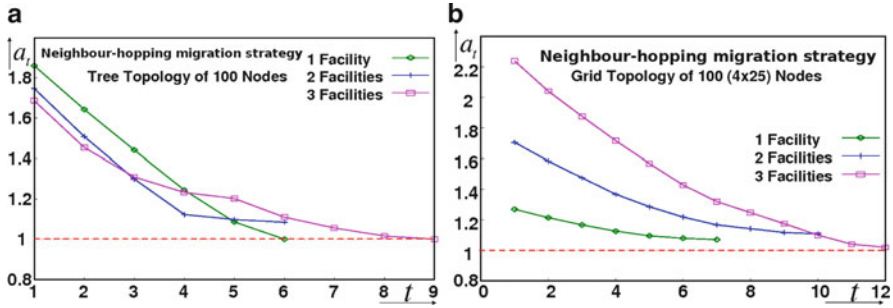 a
a_t
Neighbour-hopping migration strategy
Tree Topology of 100 Nodes
1 Facility
2 Facilities
3 Facilities
1.8
1.6
1.4
1.2
1
0.8
1 2 3 4 5 6 7 8 9
t
b
a_t
Neighbour-hopping migration strategy
Grid Topology of 100 (4x25) Nodes
1 Facility
2 Facilities
3 Facilities
2.2
2
1.8
1.6
1.4
1.2
1
0.8
0 2 4 6 8 10 12
t